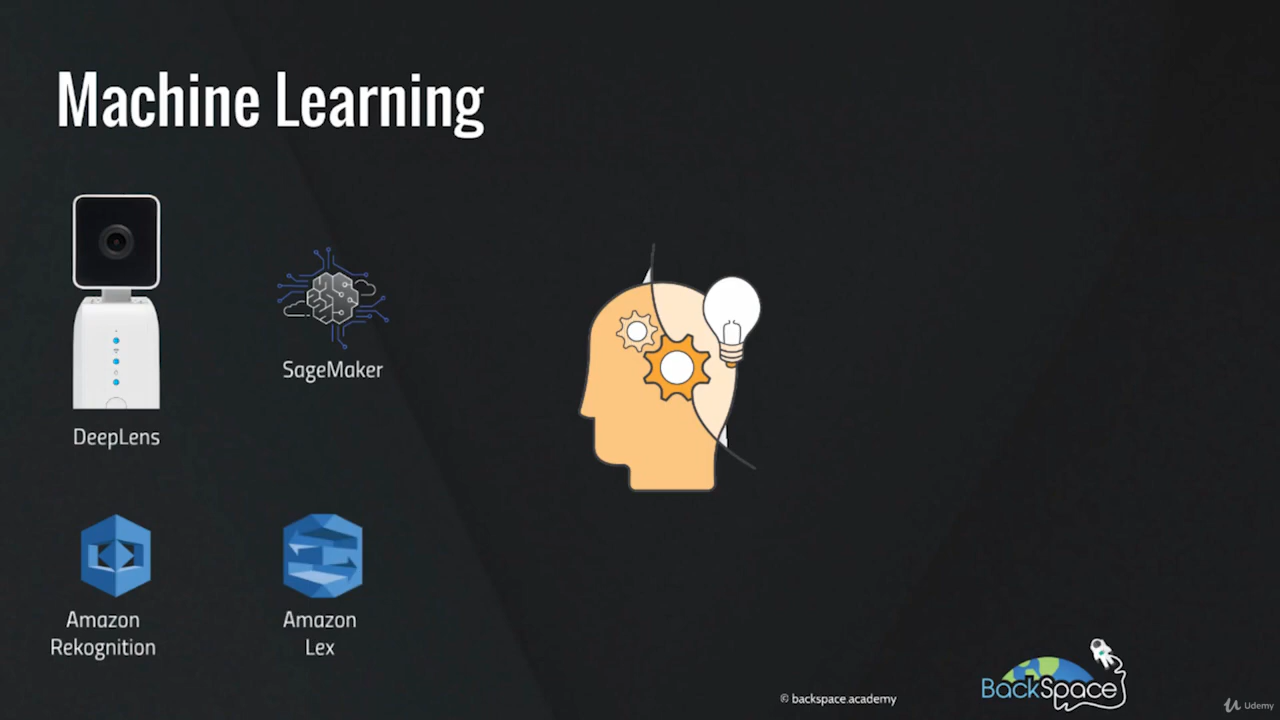 Machine Learning
SageMaker
DeepLens
Amazon
Rekognition
Amazon
Lex
© backspace.academy
BackSpace
Udemy